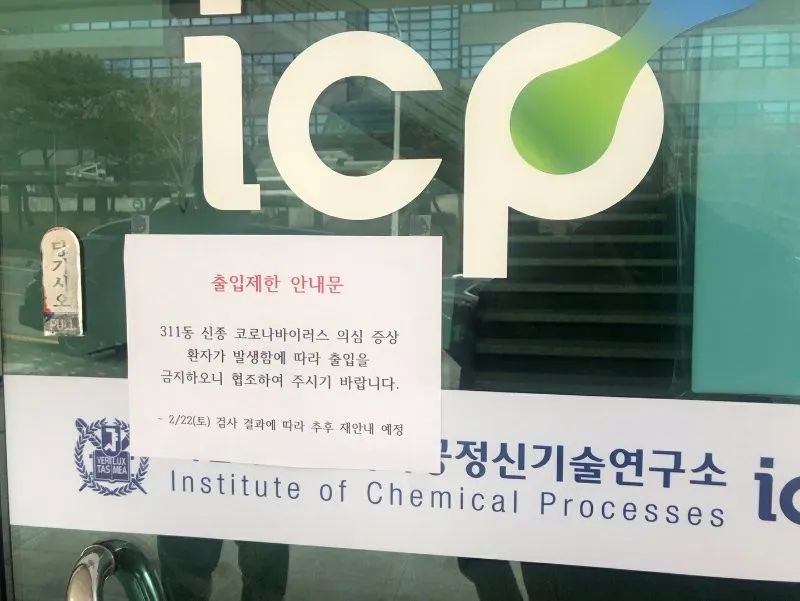 icp
당기시오
PULL
출입제한 안내문
311동 신종 코로나바이러스 의심 증상
환자가 발생함에 따라 출입을
금지하오니 협조하여 주시기 바랍니다.
- 2/22(토) 검사 결과에 따라 추후 재안내 예정
VERI LUX
TAS MEA
공정신기술연구소
Institute of Chemical Processes
ic